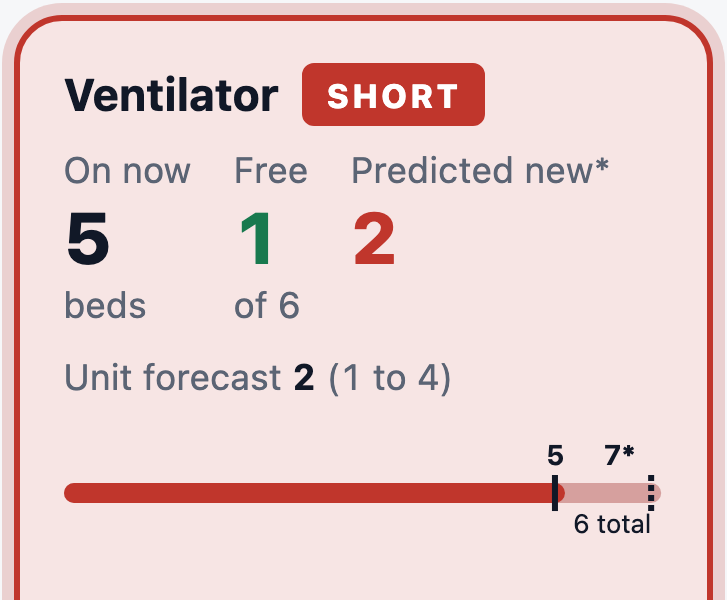 Ventilator SHORT
On now Free Predicted new*
5 1 2
beds of 6
Unit forecast 2 (1 to 4)
5 7*
6 total